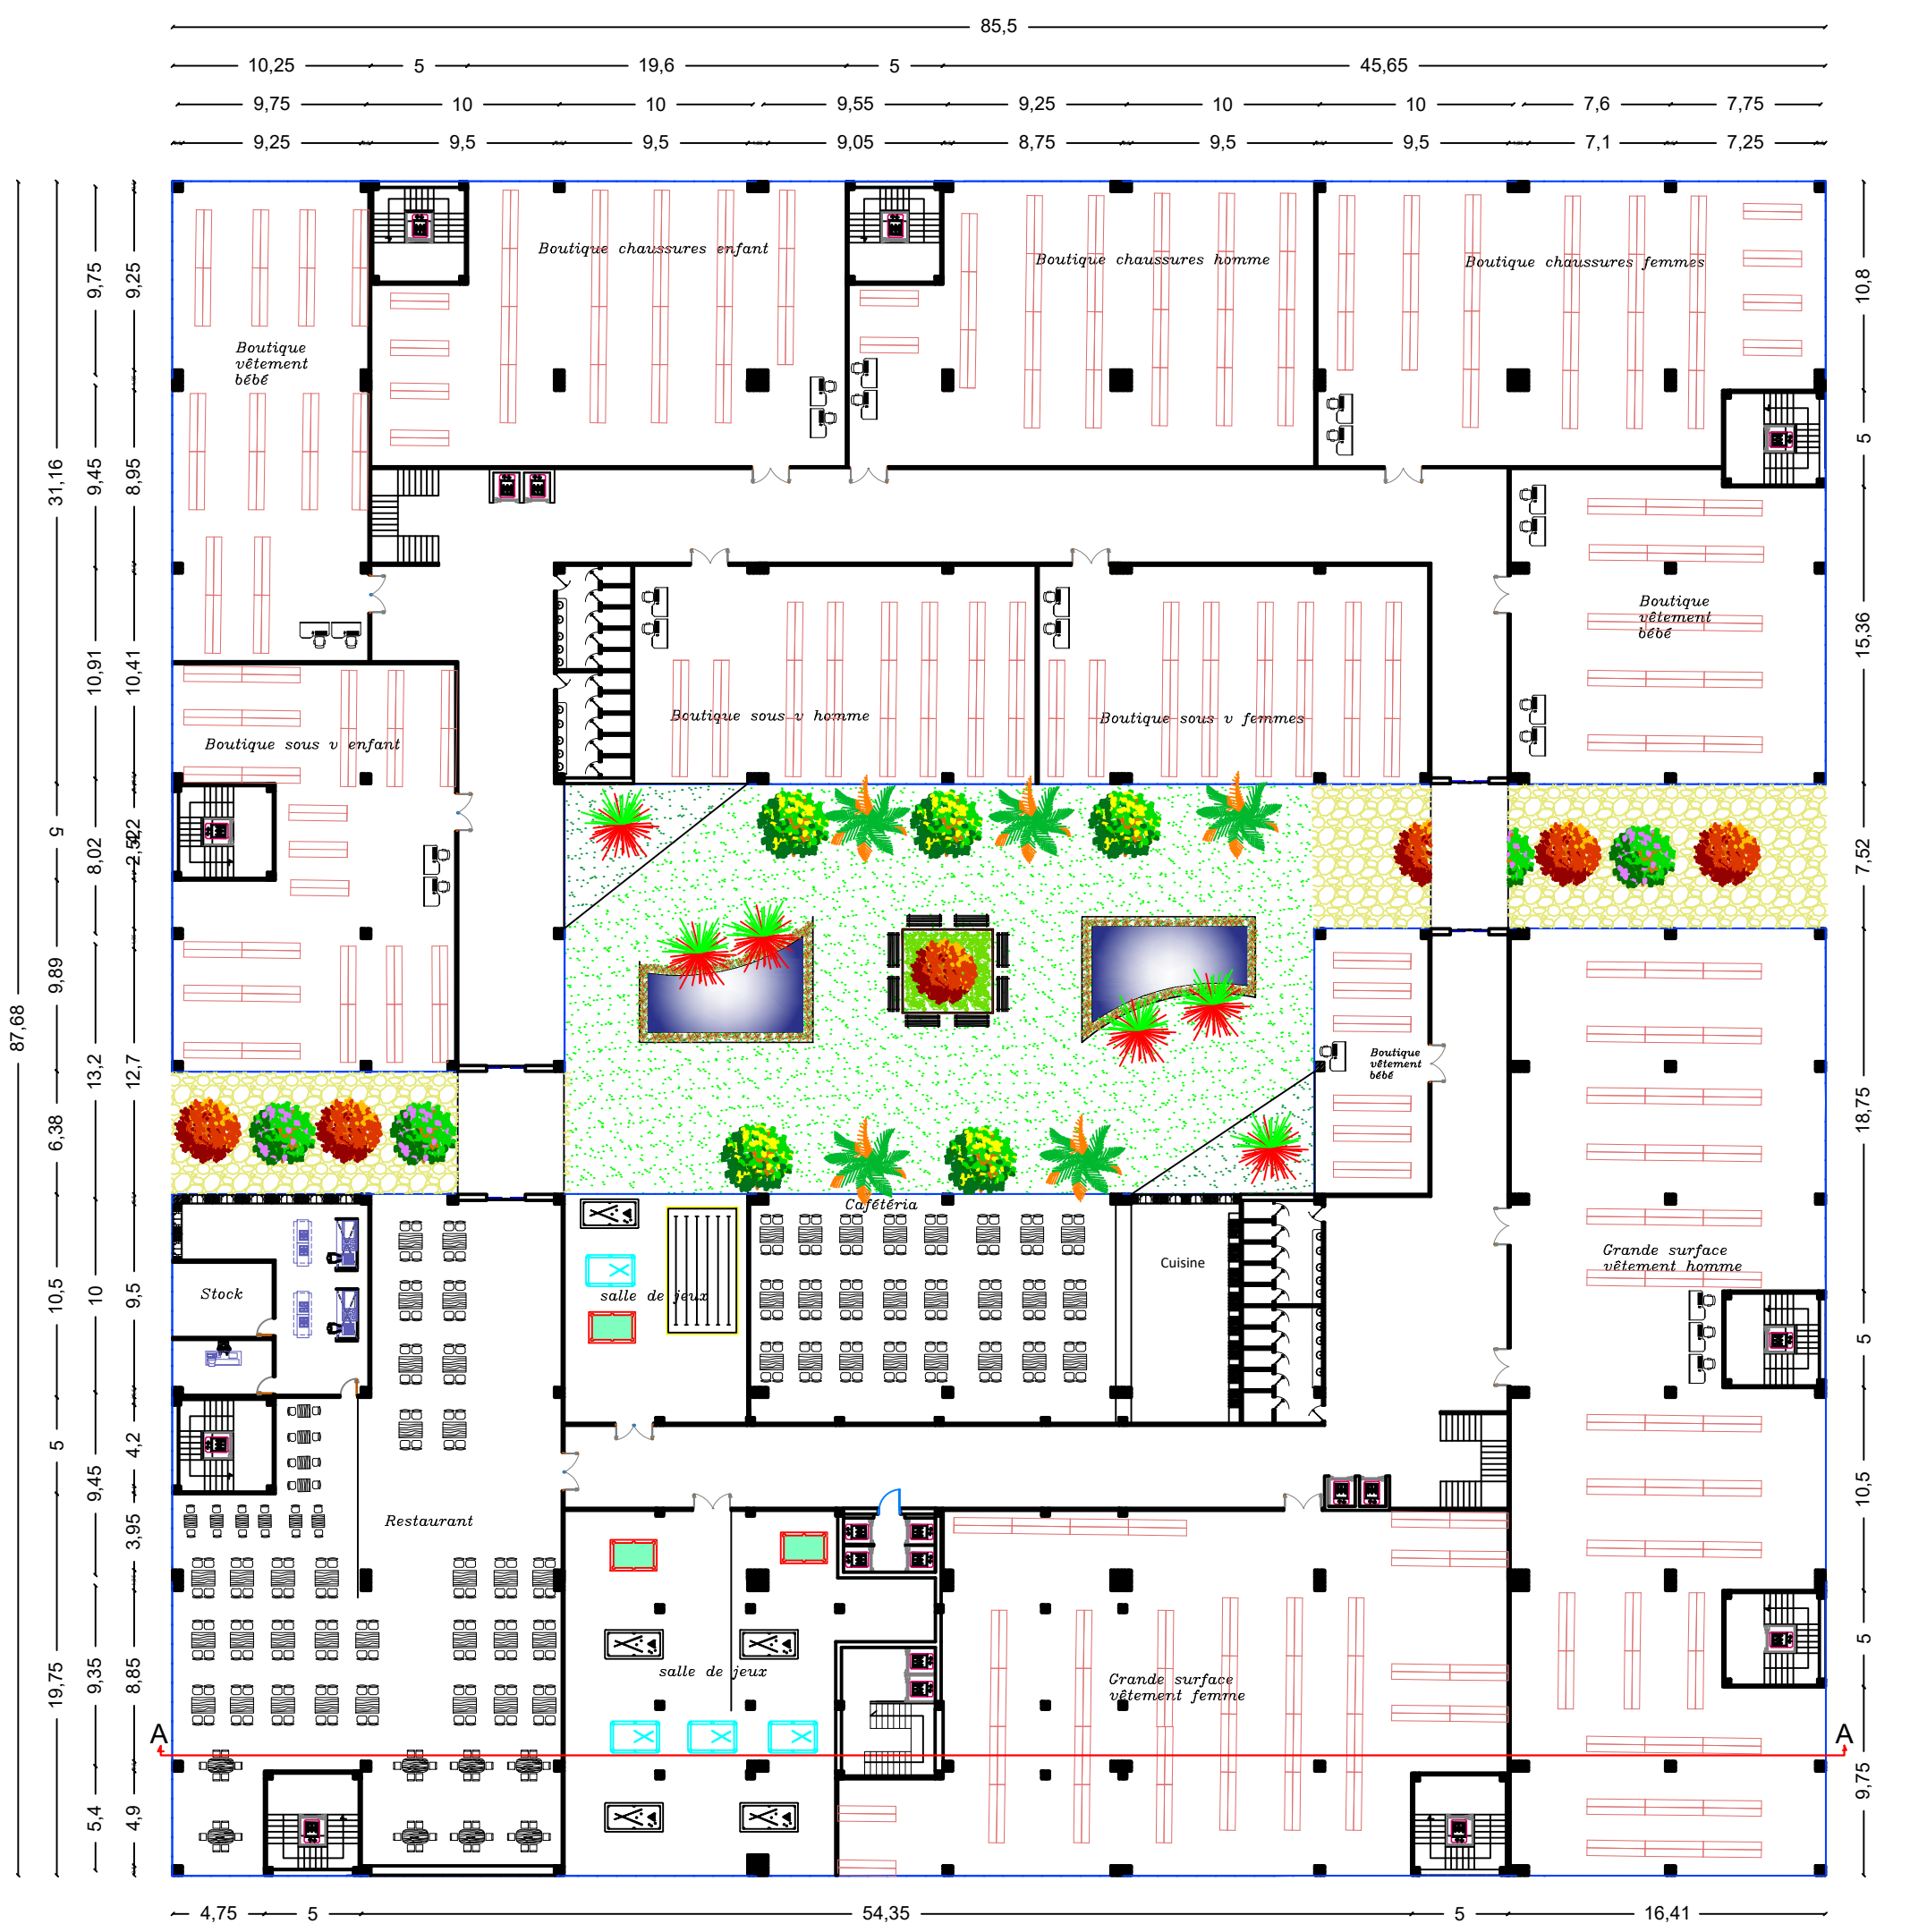 85,5
10,25 5 19,6 5 45,65
9,75 10 10 9,55 9,25 10 10 7,6 7,75
9,25 9,5 9,5 9,05 8,75 9,5 9,5 7,1 7,25
87,68
31,16
5
9,89
6,38
10,5
5
19,75
9,75
9,45
10,91
8,02
13,2
10
9,45
9,35
5,4
9,25
8,95
10,41
12,7
9,5
4,2
3,95
8,85
4,9
10,8
5
15,36
7,52
18,75
5
10,5
5
9,75
Boutique chaussures enfant
Boutique chaussures homme
Boutique chaussures femmes
Boutique
vêtement
bébé
Boutique
vêtement
bébé
Boutique sous v homme
Boutique sous v femmes
Boutique sous v enfant
Boutique
vêtement
bébé
Cafétéria
Cuisine
Grande surface
vêtement homme
Stock
salle de jeux
Restaurant
salle de jeux
Grande surface
vêtement femme
A
A
4,75 5 54,35 5 16,41